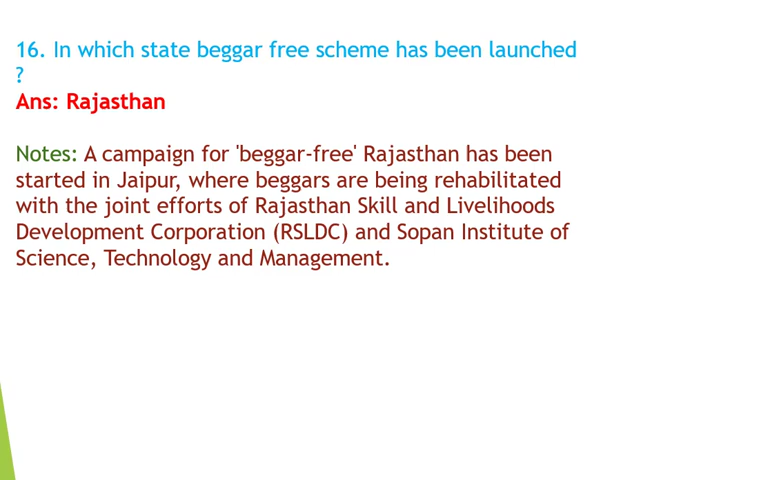 16. In which state beggar free scheme has been launched
?
Ans: Rajasthan
Notes: A campaign for 'beggar-free' Rajasthan has been
started in Jaipur, where beggars are being rehabilitated
with the joint efforts of Rajasthan Skill and Livelihoods
Development Corporation (RSLDC) and Sopan Institute of
Science, Technology and Management.